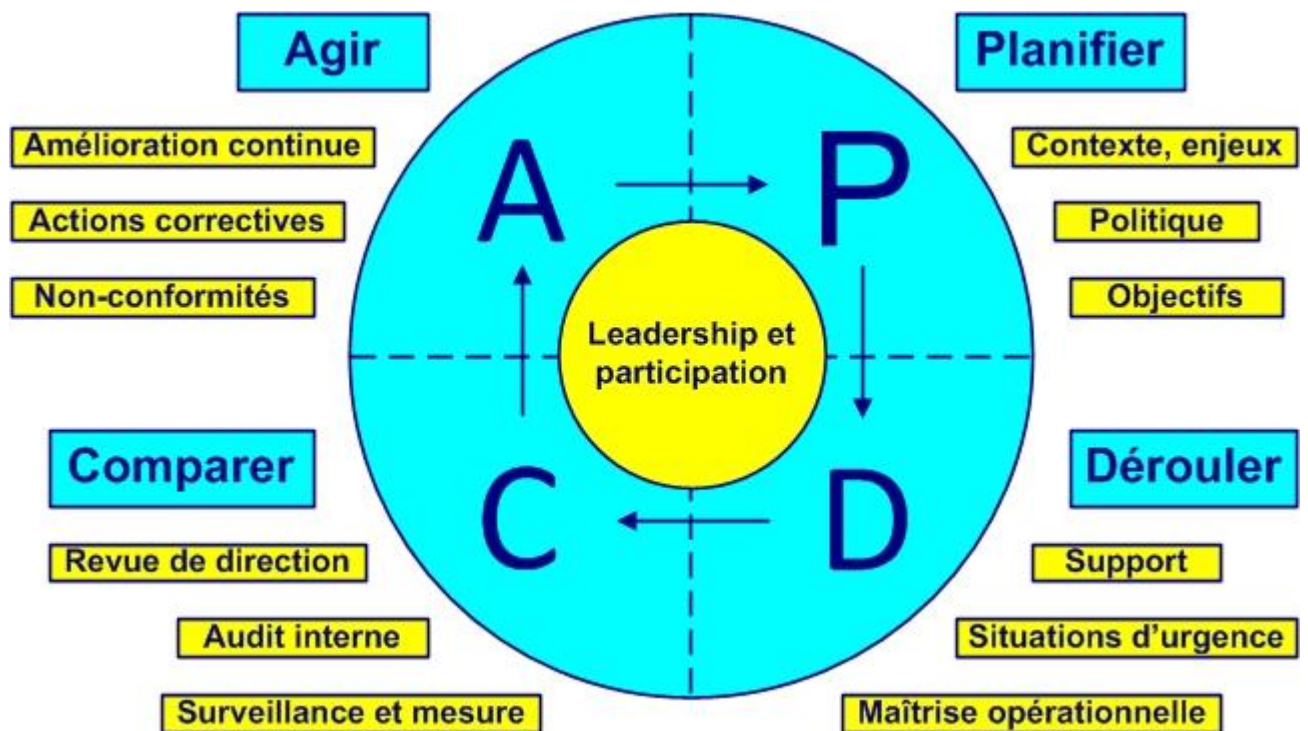 Agir
Planifier
Amélioration continue
Contexte, enjeux
Actions correctives
Politique
Non-conformités
Objectifs
A
P
Leadership et
participation
C
D
Comparer
Dérouler
Revue de direction
Support
Audit interne
Situations d’urgence
Surveillance et mesure
Maîtrise opérationnelle